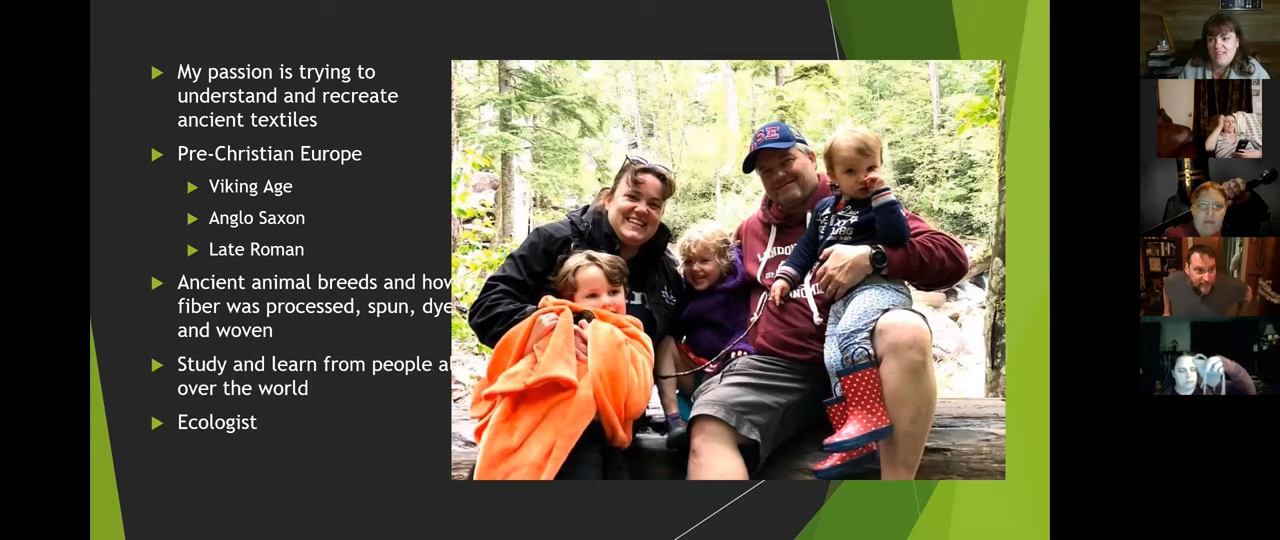 My passion is trying to
understand and recreate
ancient textiles
Pre-Christian Europe
Viking Age
Anglo Saxon
Late Roman
Ancient animal breeds and how
fiber was processed, spun, dye
and woven
Study and learn from people al
over the world
Ecologist
LONDON